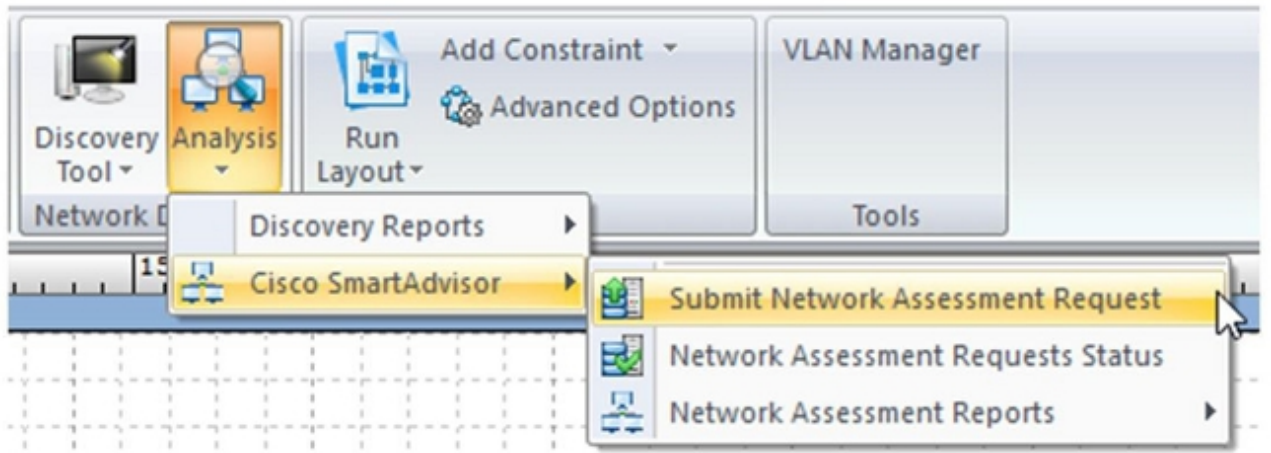 Add Constraint
VLAN Manager
Advanced Options
Discovery
Tool
Analysis
Run
Layout
Network
Tools
Discovery Reports
15
Cisco SmartAdvisor
Submit Network Assessment Request
Network Assessment Requests Status
Network Assessment Reports